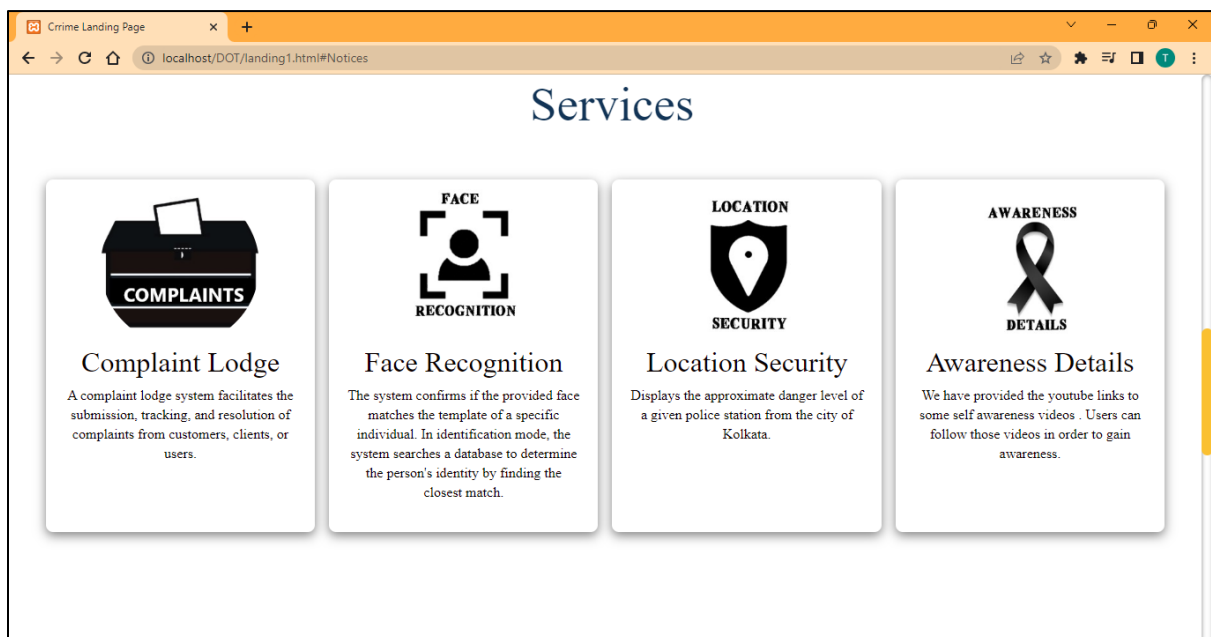 Crrime Landing Page
localhost/DOT/landing1.html#Notices
T
Services
COMPLAINTS
Complaint Lodge
A complaint lodge system facilitates the
submission, tracking, and resolution of
complaints from customers, clients, or
users.
FACE
RECOGNITION
Face Recognition
The system confirms if the provided face
matches the template of a specific
individual. In identification mode, the
system searches a database to determine
the person's identity by finding the
closest match.
LOCATION
SECURITY
Location Security
Displays the approximate danger level of
a given police station from the city of
Kolkata.
AWARENESS
DETAILS
Awareness Details
We have provided the youtube links to
some self awareness videos . Users can
follow those videos in order to gain
awareness.